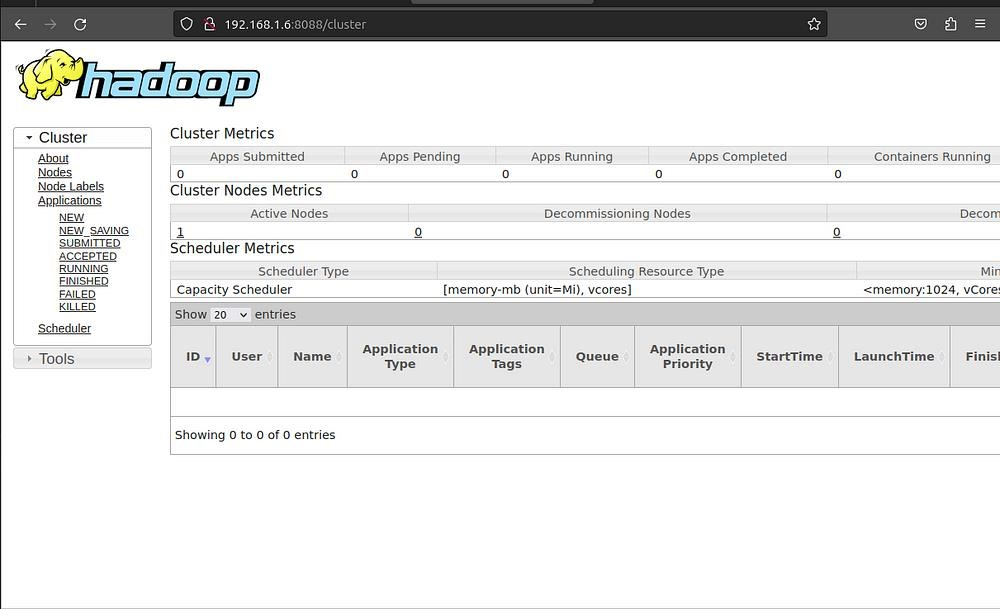 192.168.1.6:8088/cluster
hadoop
Cluster
About
Nodes
Node Labels
Applications
NEW
NEW_SAVING
SUBMITTED
ACCEPTED
RUNNING
FINISHED
FAILED
KILLED
Scheduler
Tools
Cluster Metrics
Apps Submitted Apps Pending Apps Running Apps Completed Containers Running
0 0 0 0 0
Cluster Nodes Metrics
Active Nodes Decommissioning Nodes Decom
1 0 0
Scheduler Metrics
Scheduler Type Scheduling Resource Type Min
Capacity Scheduler [memory-mb (unit=Mi), vcores] <memory:1024, vCores
Show 20 entries
ID User Name Application Type Application Tags Queue Application Priority StartTime LaunchTime Finish
Showing 0 to 0 of 0 entries